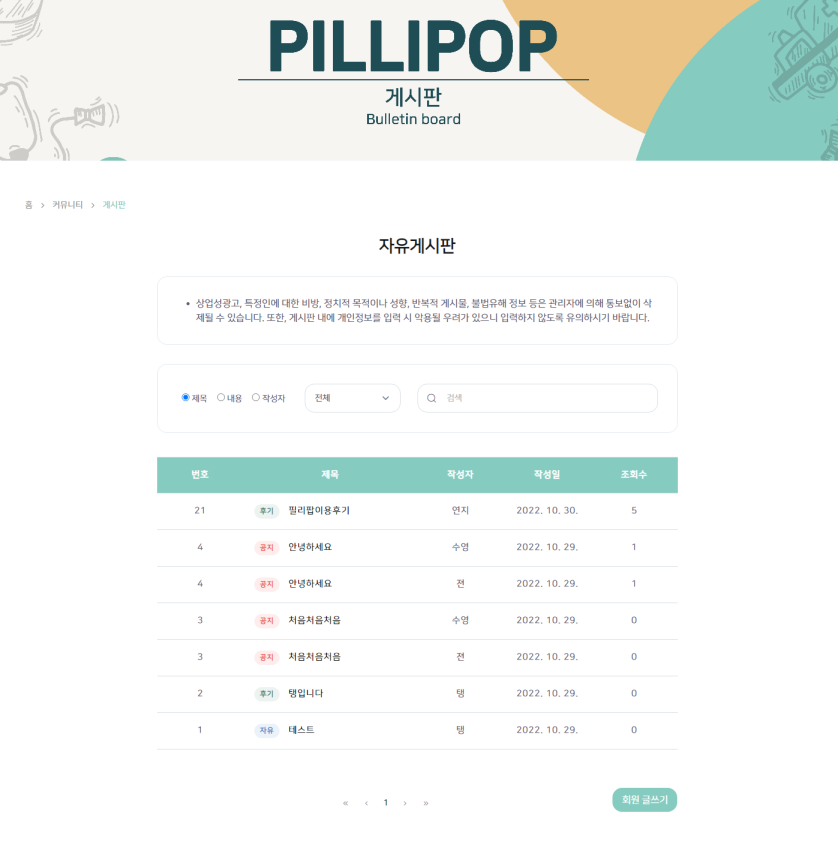 PILLIPOP
게시판
Bulletin board
홈 > 커뮤니티 > 게시판
자유게시판
• 상업성광고, 특정인에 대한 비방, 정치적 목적이나 성향, 반복적 게시물, 불법유해 정보 등은 관리자에 의해 통보없이 삭
제될 수 있습니다. 또한, 게시판 내에 개인정보를 입력 시 악용될 우려가 있으니 입력하지 않도록 유의하시기 바랍니다.
제목 내용 작성자 전체 검색
번호 제목 작성자 작성일 조회수
21 후기 필리팝이용후기 연지 2022. 10. 30. 5
4 공지 안녕하세요 수영 2022. 10. 29. 1
4 공지 안녕하세요 젼 2022. 10. 29. 1
3 공지 처음처음처음 수영 2022. 10. 29. 0
3 공지 처음처음처음 젼 2022. 10. 29. 0
2 후기 탱입니다 탱 2022. 10. 29. 0
1 자유 테스트 탱 2022. 10. 29. 0
« ‹ 1 › »
회원 글쓰기